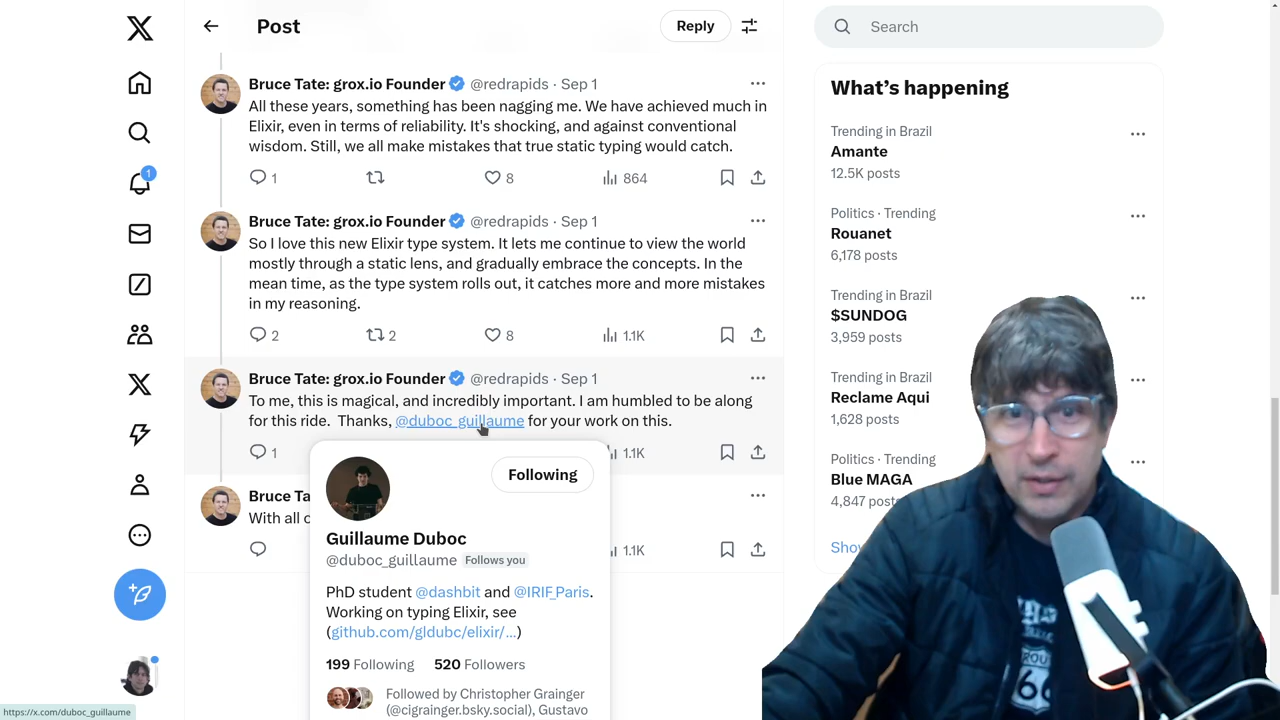 Post
Reply
Search
Bruce Tate: grox.io Founder @redrapids · Sep 1
All these years, something has been nagging me. We have achieved much in
Elixir, even in terms of reliability. It's shocking, and against conventional
wisdom. Still, we all make mistakes that true static typing would catch.
1
8
864
Bruce Tate: grox.io Founder @redrapids · Sep 1
So I love this new Elixir type system. It lets me continue to view the world
mostly through a static lens, and gradually embrace the concepts. In the
mean time, as the type system rolls out, it catches more and more mistakes
in my reasoning.
2
2
8
1.1K
Bruce Tate: grox.io Founder @redrapids · Sep 1
To me, this is magical, and incredibly important. I am humbled to be along
for this ride. Thanks, @duboc_guillaume for your work on this.
1
1.1K
Bruce Ta
With all
1.1K
Following
Guillaume Duboc
@duboc_guillaume Follows you
PhD student @dashbit and @IRIF_Paris.
Working on typing Elixir, see
(github.com/gldubc/elixir/...)
199 Following 520 Followers
Followed by Christopher Grainger
(@cigrainger.bsky.social), Gustavo
What's happening
Trending in Brazil
Amante
12.5K posts
Politics · Trending
Rouanet
6,178 posts
Trending in Brazil
$SUNDOG
3,959 posts
Trending in Brazil
Reclame Aqui
1,628 posts
Politics · Trending
Blue MAGA
4,847 posts
Sho
1
https://x.com/duboc_guillaume
ROU
66